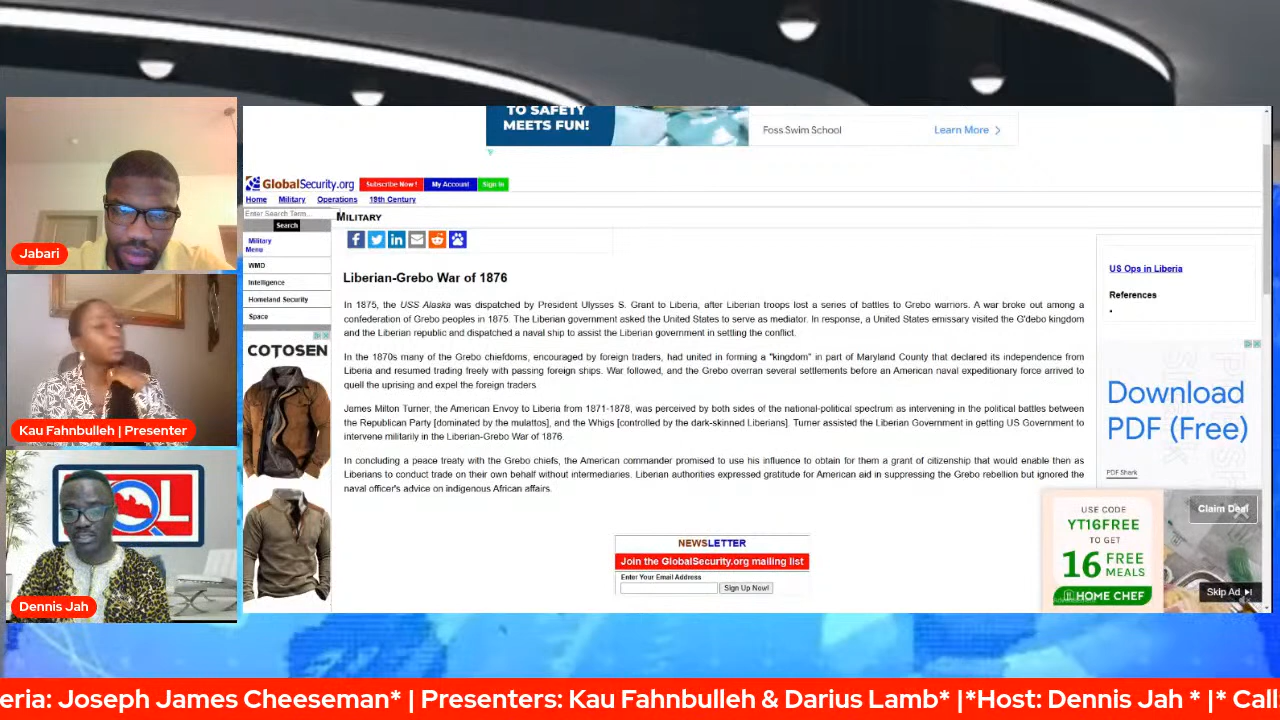 TO SAFETY
MEETS FUN!
Foss Swim School
Learn More
GlobalSecurity.org
Subscribe Now!
My Account
Sign In
Home
Military
Operations
19th Century
Enter Search Term...
Search
MILITARY
Military
Menu
WMD
Intelligence
Homeland Security
Space
COTOSEN
Liberian-Grebo War of 1876
In 1875, the USS Alaska was dispatched by President Ulysses S. Grant to Liberia, after Liberian troops lost a series of battles to Grebo warriors. A war broke out among a
confederation of Grebo peoples in 1875. The Liberian government asked the United States to serve as mediator. In response, a United States emissary visited the G'debo kingdom
and the Liberian republic and dispatched a naval ship to assist the Liberian government in settling the conflict.
In the 1870s many of the Grebo chiefdoms, encouraged by foreign traders, had united in forming a "kingdom" in part of Maryland County that declared its independence from
Liberia and resumed trading freely with passing foreign ships. War followed, and the Grebo overran several settlements before an American naval expeditionary force arrived to
quell the uprising and expel the foreign traders
James Milton Turner, the American Envoy to Liberia from 1871-1878, was perceived by both sides of the national-political spectrum as intervening in the political battles between
the Republican Party [dominated by the mulattos], and the Whigs [controlled by the dark-skinned Liberians]. Turner assisted the Liberian Government in getting US Government to
intervene militarily in the Liberian-Grebo War of 1876.
In concluding a peace treaty with the Grebo chiefs, the American commander promised to use his influence to obtain for them a grant of citizenship that would enable then as
Liberians to conduct trade on their own behalf without intermediaries. Liberian authorities expressed gratitude for American aid in suppressing the Grebo rebellion but ignored the
naval officer's advice on indigenous African affairs.
NEWSLETTER
Join the GlobalSecurity.org mailing list
Enter Your Email Address
Sign Up Now!
US Ops in Liberia
References
Download
PDF (Free)
PDF Shark
USE CODE
YT16FREE
TO GET
16 FREE
MEALS
HOME CHEF
Claim Deal
Skip Ad
Jabari
Kau Fahnbulleh | Presenter
OL
Dennis Jah
eria: Joseph James Cheeseman* | Presenters: Kau Fahnbulleh & Darius Lamb* |*Host: Dennis Jah * |* Call